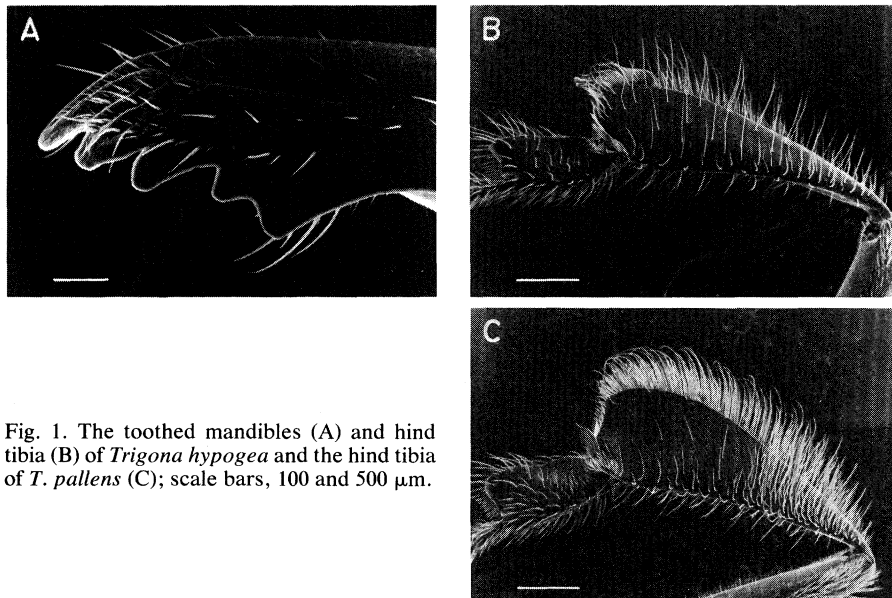 A
B
C
Fig. 1. The toothed mandibles (A) and hind
tibia (B) of Trigona hypogea and the hind tibia
of T. pallens (C); scale bars, 100 and 500 μm.